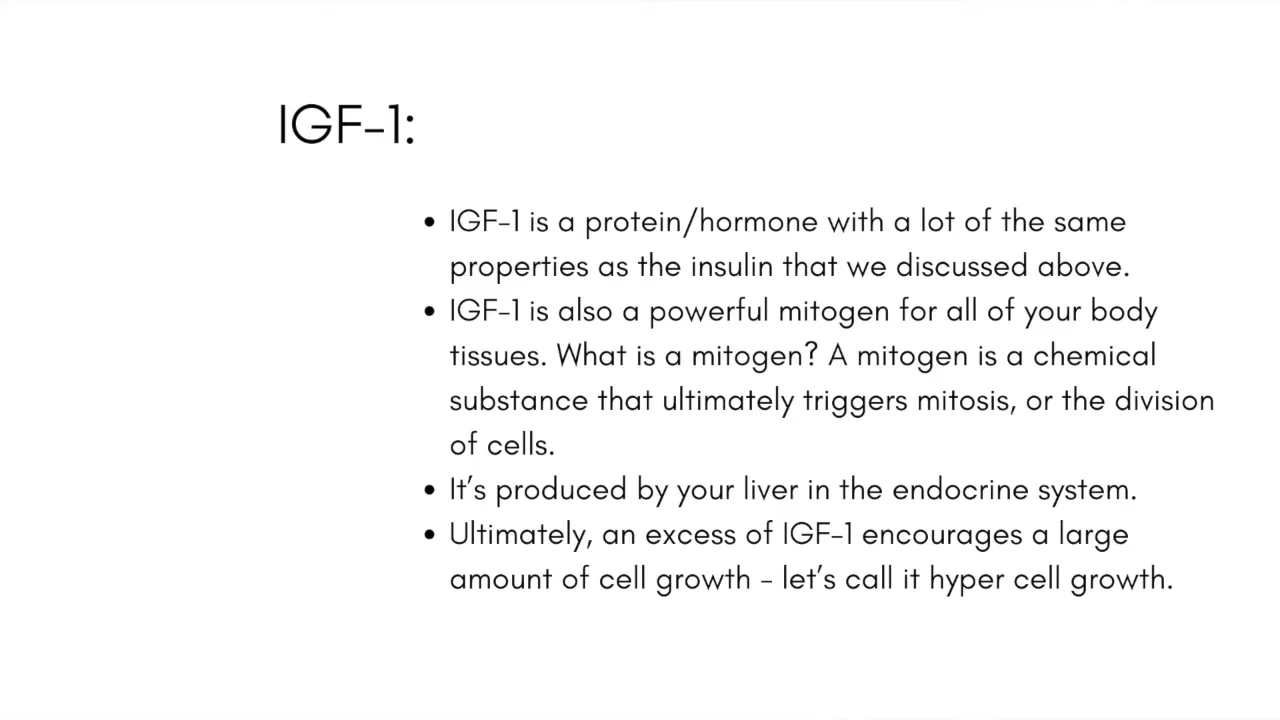 IGF-1:
• IGF-1 is a protein/hormone with a lot of the same
properties as the insulin that we discussed above.
• IGF-1 is also a powerful mitogen for all of your body
tissues. What is a mitogen? A mitogen is a chemical
substance that ultimately triggers mitosis, or the division
of cells.
• It’s produced by your liver in the endocrine system.
• Ultimately, an excess of IGF-1 encourages a large
amount of cell growth - let’s call it hyper cell growth.